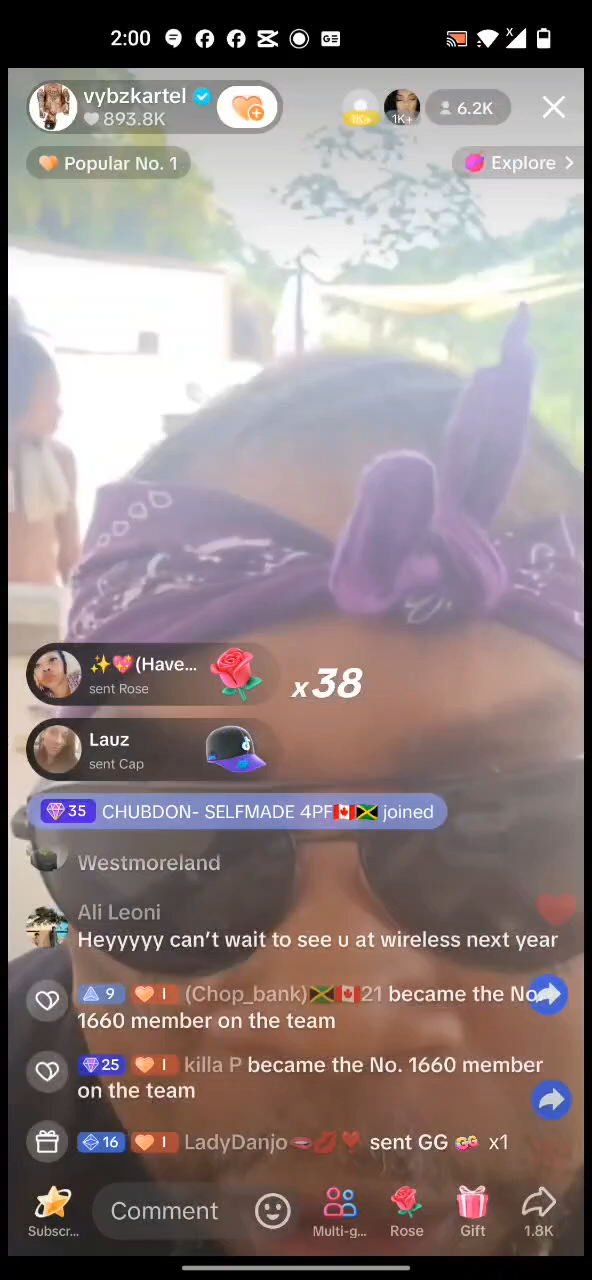 2:00
GE
X
vybzkartel
893.8K
1K+
1K+
6.2K
Popular No. 1
Explore >
✨💖(Have...
sent Rose
x38
Lauz
sent Cap
35 CHUBDON- SELFMADE 4PF🇨🇦🇯🇲 joined
Westmoreland
Ali Leoni
Heyyyyy can't wait to see u at wireless next year
9 I (Chop_bank)🇯🇲🇨🇦21 became the No.
1660 member on the team
25 I killa P became the No. 1660 member
on the team
16 I LadyDanjo👄💋❣️ sent GG x1
Subscr...
Comment
Multi-g...
Rose
Gift
1.8K